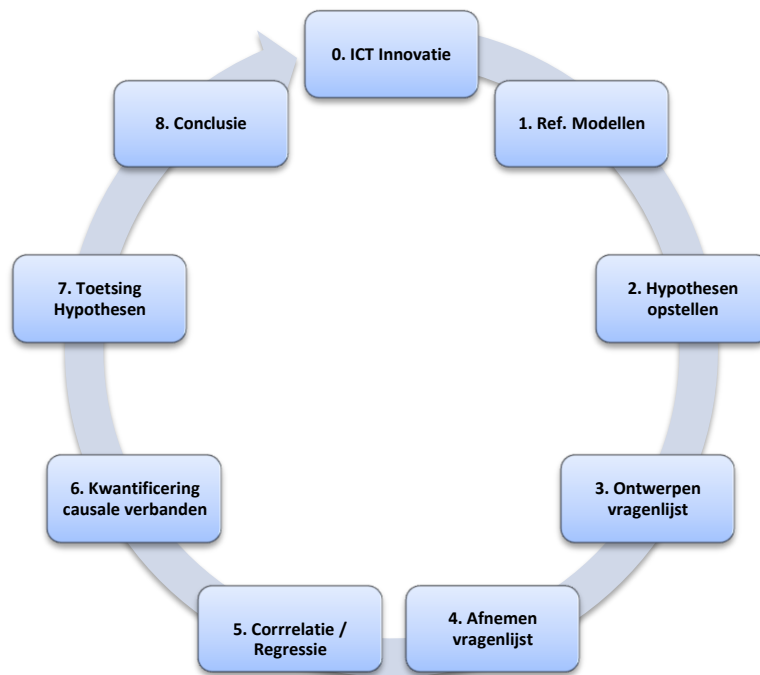 0. ICT Innovatie
1. Ref. Modellen
2. Hypothesen
opstellen
3. Ontwerpen
vragenlijst
4. Afnemen
vragenlijst
5. Corrrelatie /
Regressie
6. Kwantificering
causale verbanden
7. Toetsing
Hypothesen
8. Conclusie